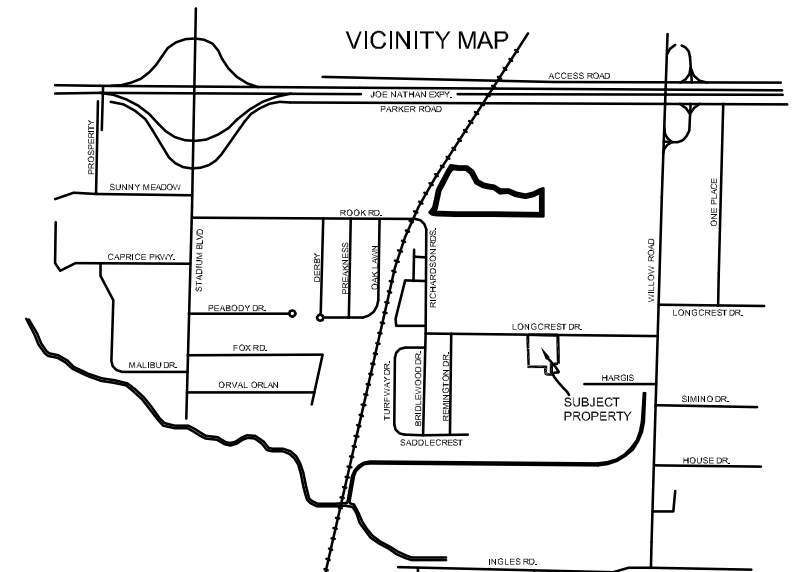 VICINITY MAP
ACCESS ROAD
JOE NATHAN EXPY.
PARKER ROAD
PROSPERITY
SUNNY MEADOW
ONE PLACE
ROOK RD.
STADIUM BLVD
DERBY
PREAKNESS
OAK LAWN
RICHARDSON RDS.
WILLOW ROAD
CAPRICE PKWY.
PEABODY DR.
LONGCREST DR.
LONGCREST DR.
FOX RD.
MALIBU DR.
ORVAL ORLAN
TURFWAY DR.
BRIDLEWOOD DR.
REMINGTON DR.
HARGIS
SUBJECT
PROPERTY
SIMINO DR.
SADDLECREST
HOUSE DR.
INGLES RD.